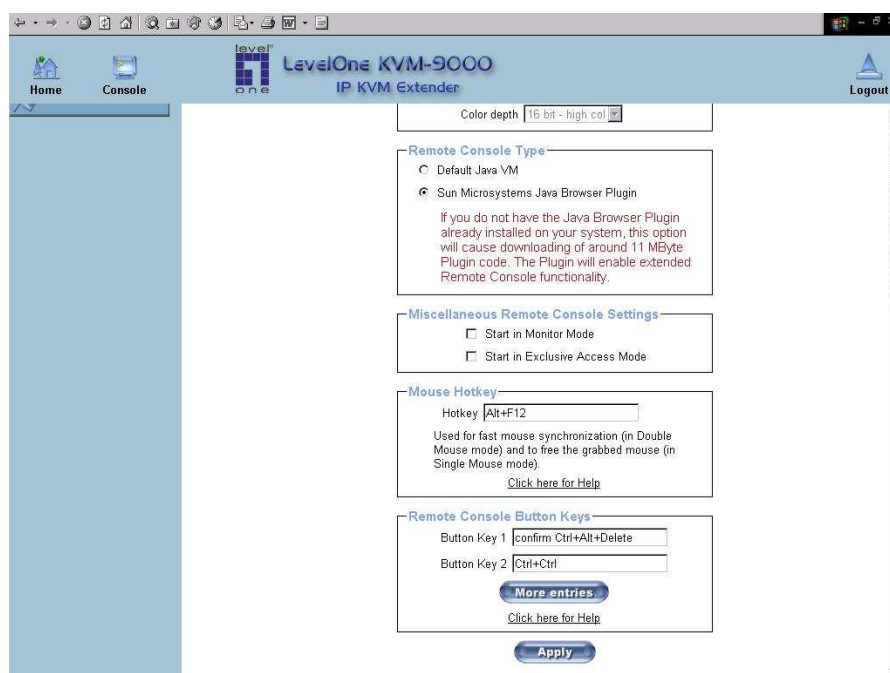 level
one
LevelOne KVM-9000
IP KVM Extender
Home
Console
Logout
Color depth 16 bit - high col
Remote Console Type
Default Java VM
Sun Microsystems Java Browser Plugin
If you do not have the Java Browser Plugin
already installed on your system, this option
will cause downloading of around 11 MByte
Plugin code. The Plugin will enable extended
Remote Console functionality.
Miscellaneous Remote Console Settings
Start in Monitor Mode
Start in Exclusive Access Mode
Mouse Hotkey
Hotkey Alt+F12
Used for fast mouse synchronization (in Double
Mouse mode) and to free the grabbed mouse (in
Single Mouse mode).
Click here for Help
Remote Console Button Keys
Button Key 1 confirm Ctrl+Alt+Delete
Button Key 2 Ctrl+Ctrl
More entries
Click here for Help
Apply